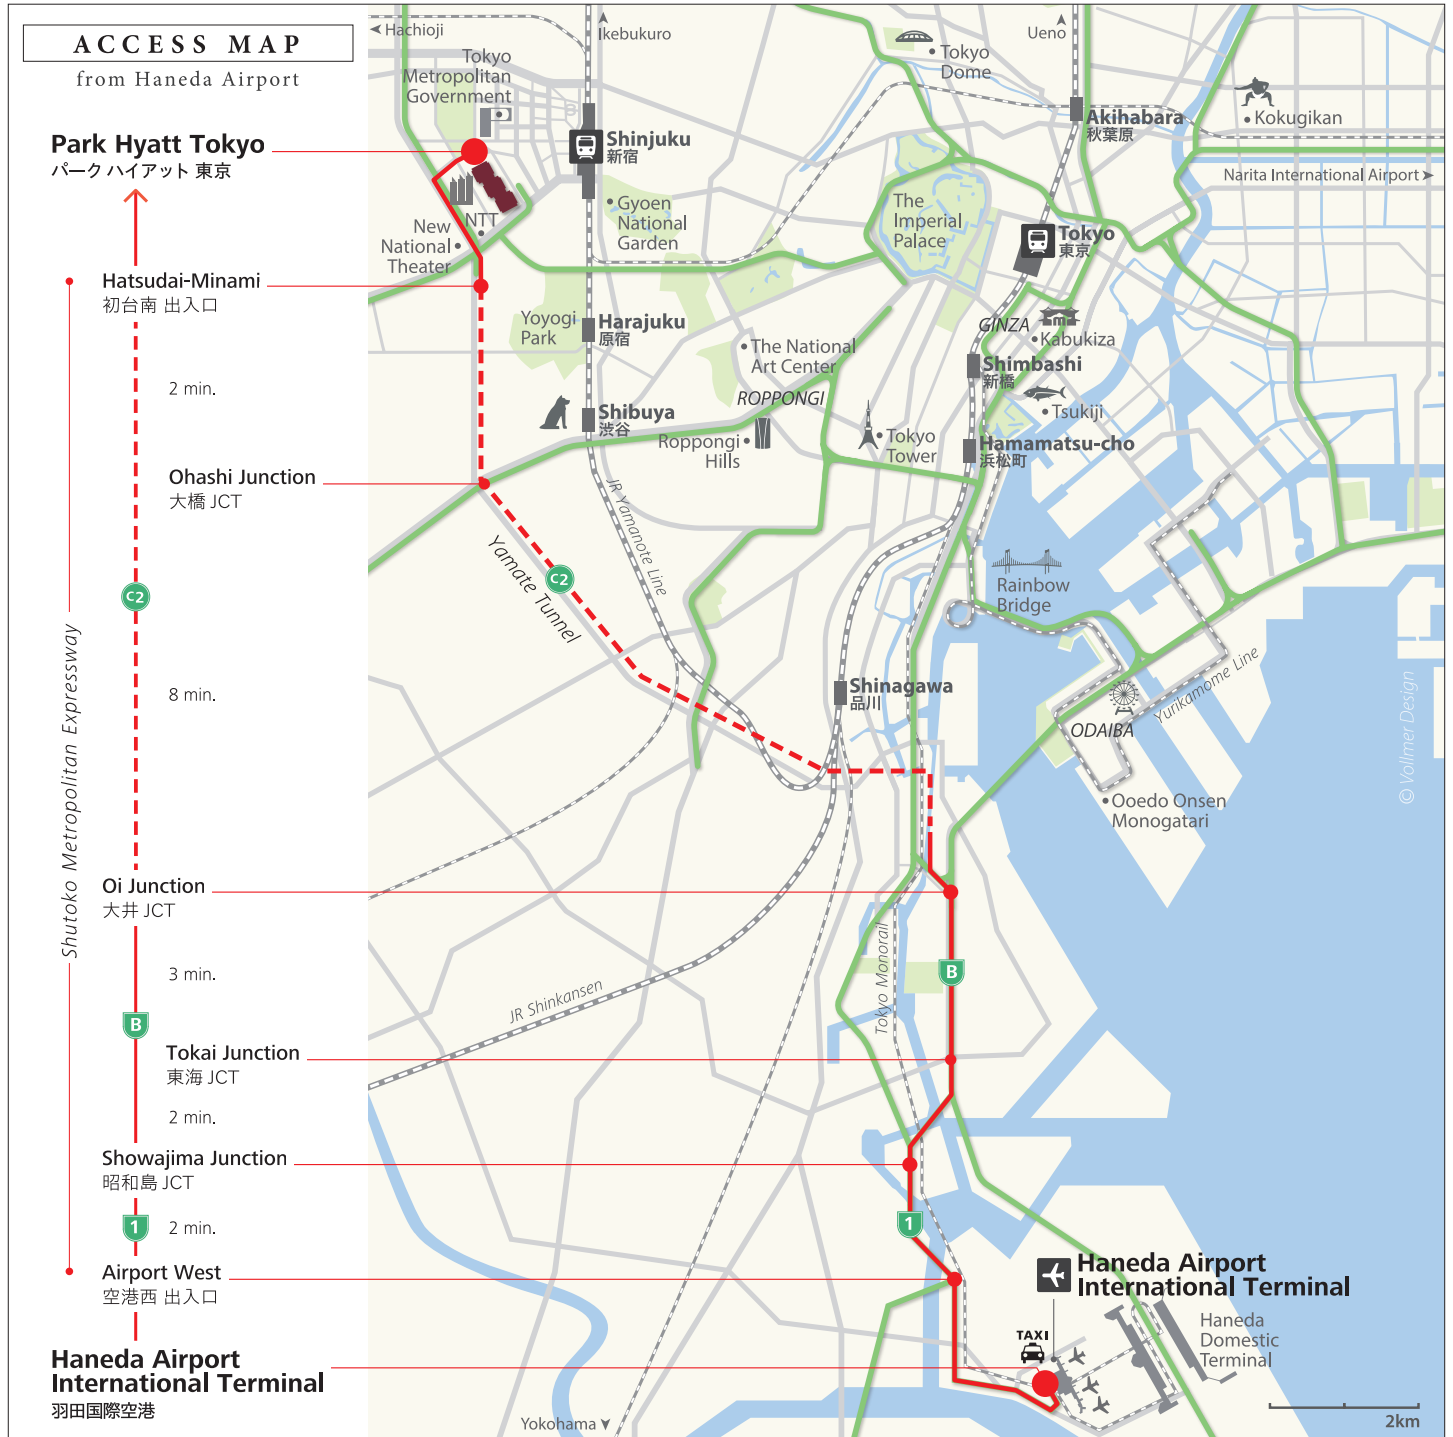 ACCESS MAP
from Haneda Airport
Park Hyatt Tokyo
パーク ハイアット 東京
Hatsudai-Minami
初台南 出入口
2 min.
Ohashi Junction
大橋 JCT
C2
8 min.
Shutoko Metropolitan Expressway
Oi Junction
大井 JCT
3 min.
B
Tokai Junction
東海 JCT
2 min.
Showajima Junction
昭和島 JCT
1
2 min.
Airport West
空港西 出入口
Haneda Airport
International Terminal
羽田国際空港
Hachioji
Ikebukuro
Ueno
Tokyo
Metropolitan
Government
Tokyo
Dome
Kokugikan
Akihabara
秋葉原
Shinjuku
新宿
Narita International Airport
NTT
New
National
Theater
Gyoen
National
Garden
The
Imperial
Palace
Tokyo
東京
Yoyogi
Park
Harajuku
原宿
The National
Art Center
GINZA
Kabukiza
Shimbashi
新橋
ROPPONGI
Tsukiji
Shibuya
渋谷
Roppongi
Hills
Tokyo
Tower
Hamamatsu-cho
浜松町
JR Yamanote Line
Yamate Tunnel
C2
Rainbow
Bridge
Shinagawa
品川
Yurikamome Line
ODAIBA
Ooedo Onsen
Monogatari
© Vollmer Design
Tokyo Monorail
B
JR Shinkansen
1
Haneda Airport
International Terminal
TAXI
Haneda
Domestic
Terminal
Yokohama
2km